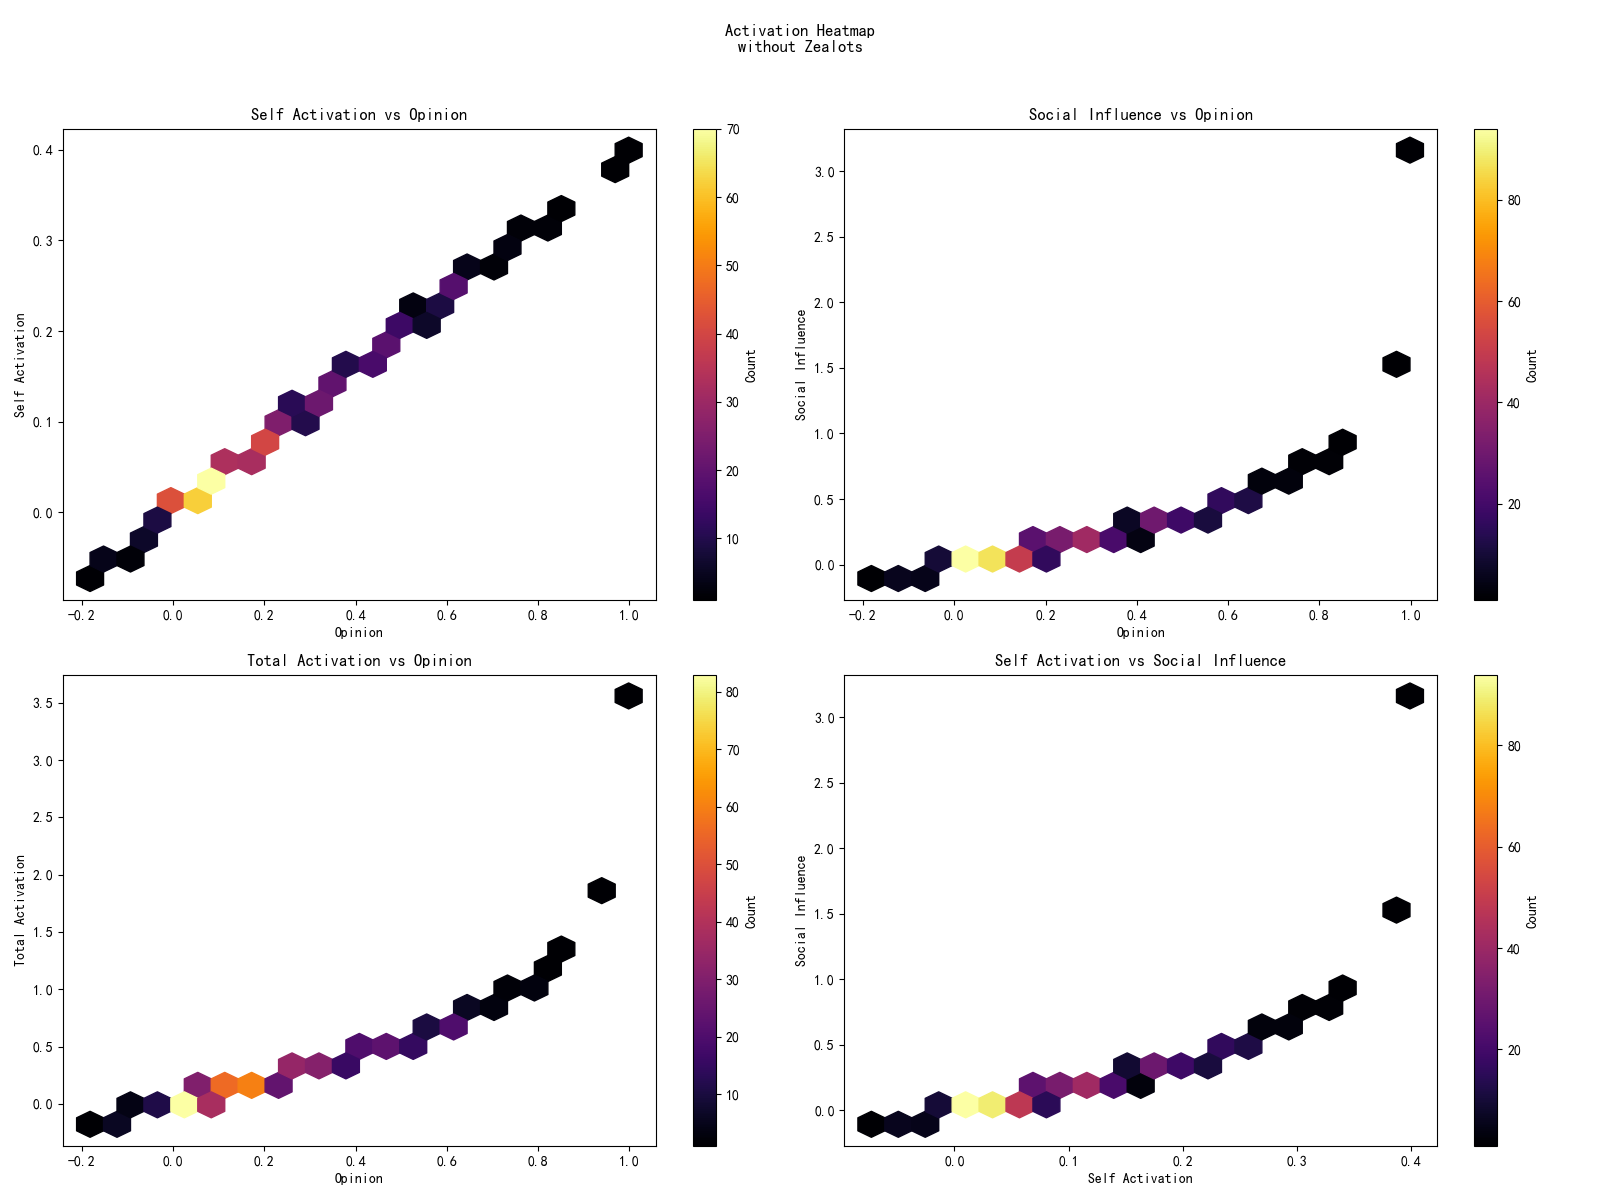 Activation Heatmap
without Zealots
Self Activation vs Opinion
Self Activation
0.4
0.3
0.2
0.1
0.0
−0.2 0.0 0.2 0.4 0.6 0.8 1.0
Opinion
70
60
50
40
30
20
10
Count
Social Influence vs Opinion
Social Influence
3.0
2.5
2.0
1.5
1.0
0.5
0.0
−0.2 0.0 0.2 0.4 0.6 0.8 1.0
Opinion
80
60
40
20
Count
Total Activation vs Opinion
Total Activation
3.5
3.0
2.5
2.0
1.5
1.0
0.5
0.0
−0.2 0.0 0.2 0.4 0.6 0.8 1.0
Opinion
80
70
60
50
40
30
20
10
Count
Self Activation vs Social Influence
Social Influence
3.0
2.5
2.0
1.5
1.0
0.5
0.0
0.0 0.1 0.2 0.3 0.4
Self Activation
80
60
40
20
Count